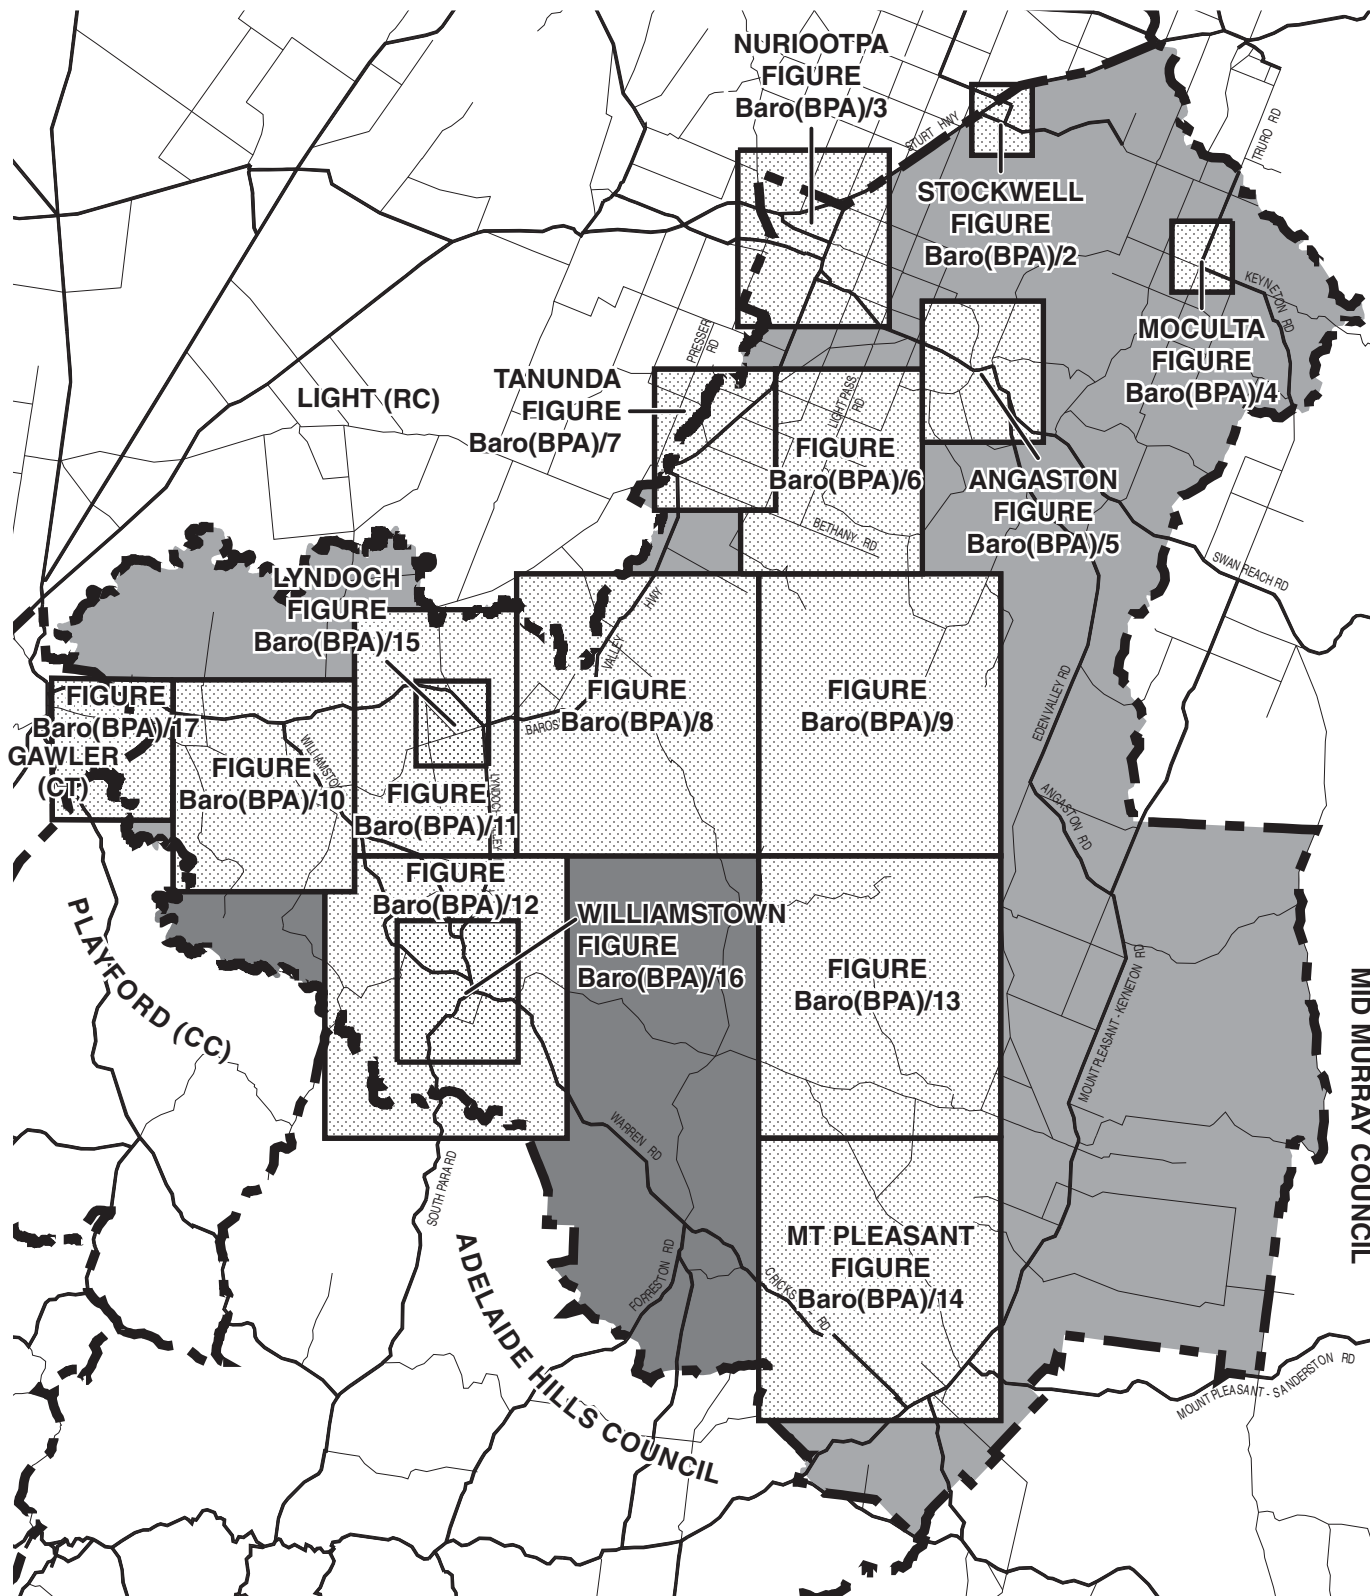 NURIOOTPA
FIGURE
Baro(BPA)/3
STURT HWY
TRURO RD
STOCKWELL
FIGURE
Baro(BPA)/2
KEYNETON RD
MOCULTA
FIGURE
Baro(BPA)/4
PRESSER
RD
TANUNDA
FIGURE
Baro(BPA)/7
LIGHT (RC)
LIGHT PASS
RD
FIGURE
Baro(BPA)/6
ANGASTON
FIGURE
Baro(BPA)/5
BETHANY RD
SWAN REACH RD
LYNDOCH
FIGURE
Baro(BPA)/15
HWY
VALLEY
BAROS
FIGURE
Baro(BPA)/17
GAWLER
(CT)
WILLIAMSTOW
FIGURE
Baro(BPA)/10
FIGURE
Baro(BPA)/11
LYNDOCH
FIGURE
Baro(BPA)/8
FIGURE
Baro(BPA)/9
EDEN VALLEY RD
ANGASTON RD
FIGURE
Baro(BPA)/12
WILLIAMSTOWN
FIGURE
Baro(BPA)/16
PLAYFORD (CC)
FIGURE
Baro(BPA)/13
MOUNT PLEASANT - KEYNETON RD
MID MURRAY COUNCIL
WARREN RD
SOUTH PARA RD
FORRESTON RD
CRICKS
RD
MT PLEASANT
FIGURE
Baro(BPA)/14
ADELAIDE HILLS COUNCIL
MOUNT PLEASANT - SANDERSTON RD